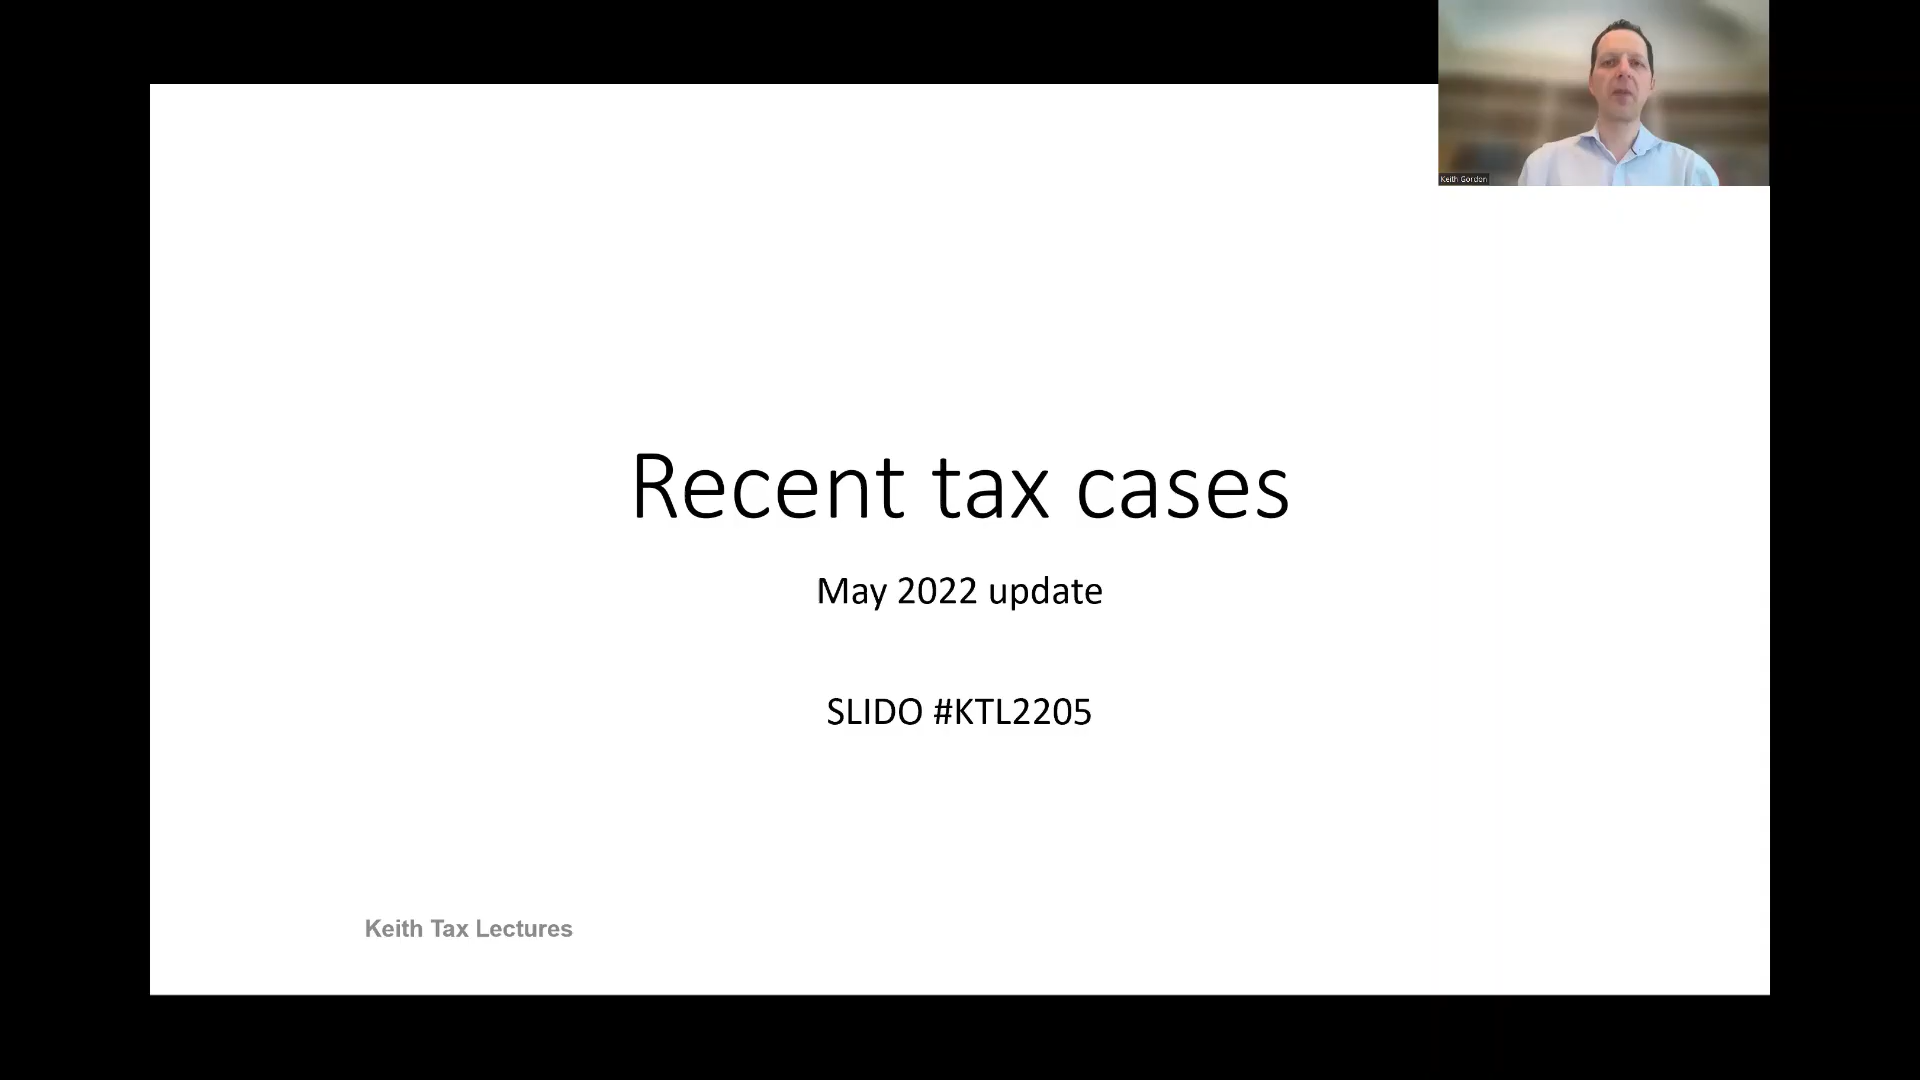 Keith Gordon
Recent tax cases
May 2022 update
SLIDO #KTL2205
Keith Tax Lectures